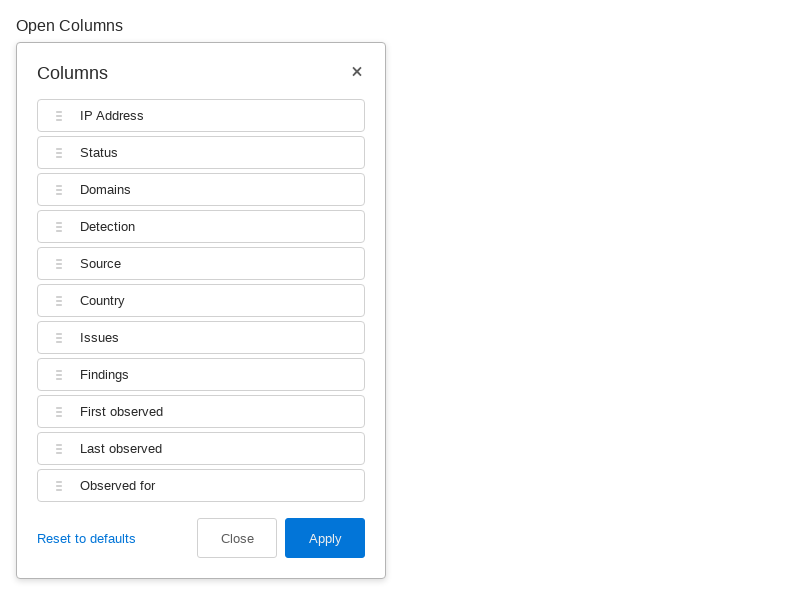 Open Columns
Columns
×
IP Address
Status
Domains
Detection
Source
Country
Issues
Findings
First observed
Last observed
Observed for
Reset to defaults
Close
Apply